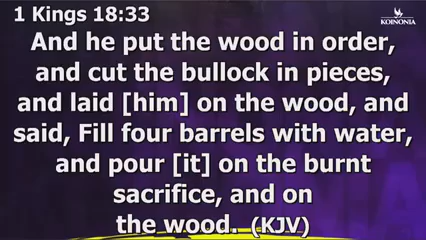 1 Kings 18:33
KOINONIA
And he put the wood in order,
and cut the bullock in pieces,
and laid [him] on the wood, and
said, Fill four barrels with water,
and pour [it] on the burnt
sacrifice, and on
the wood. (KJV)